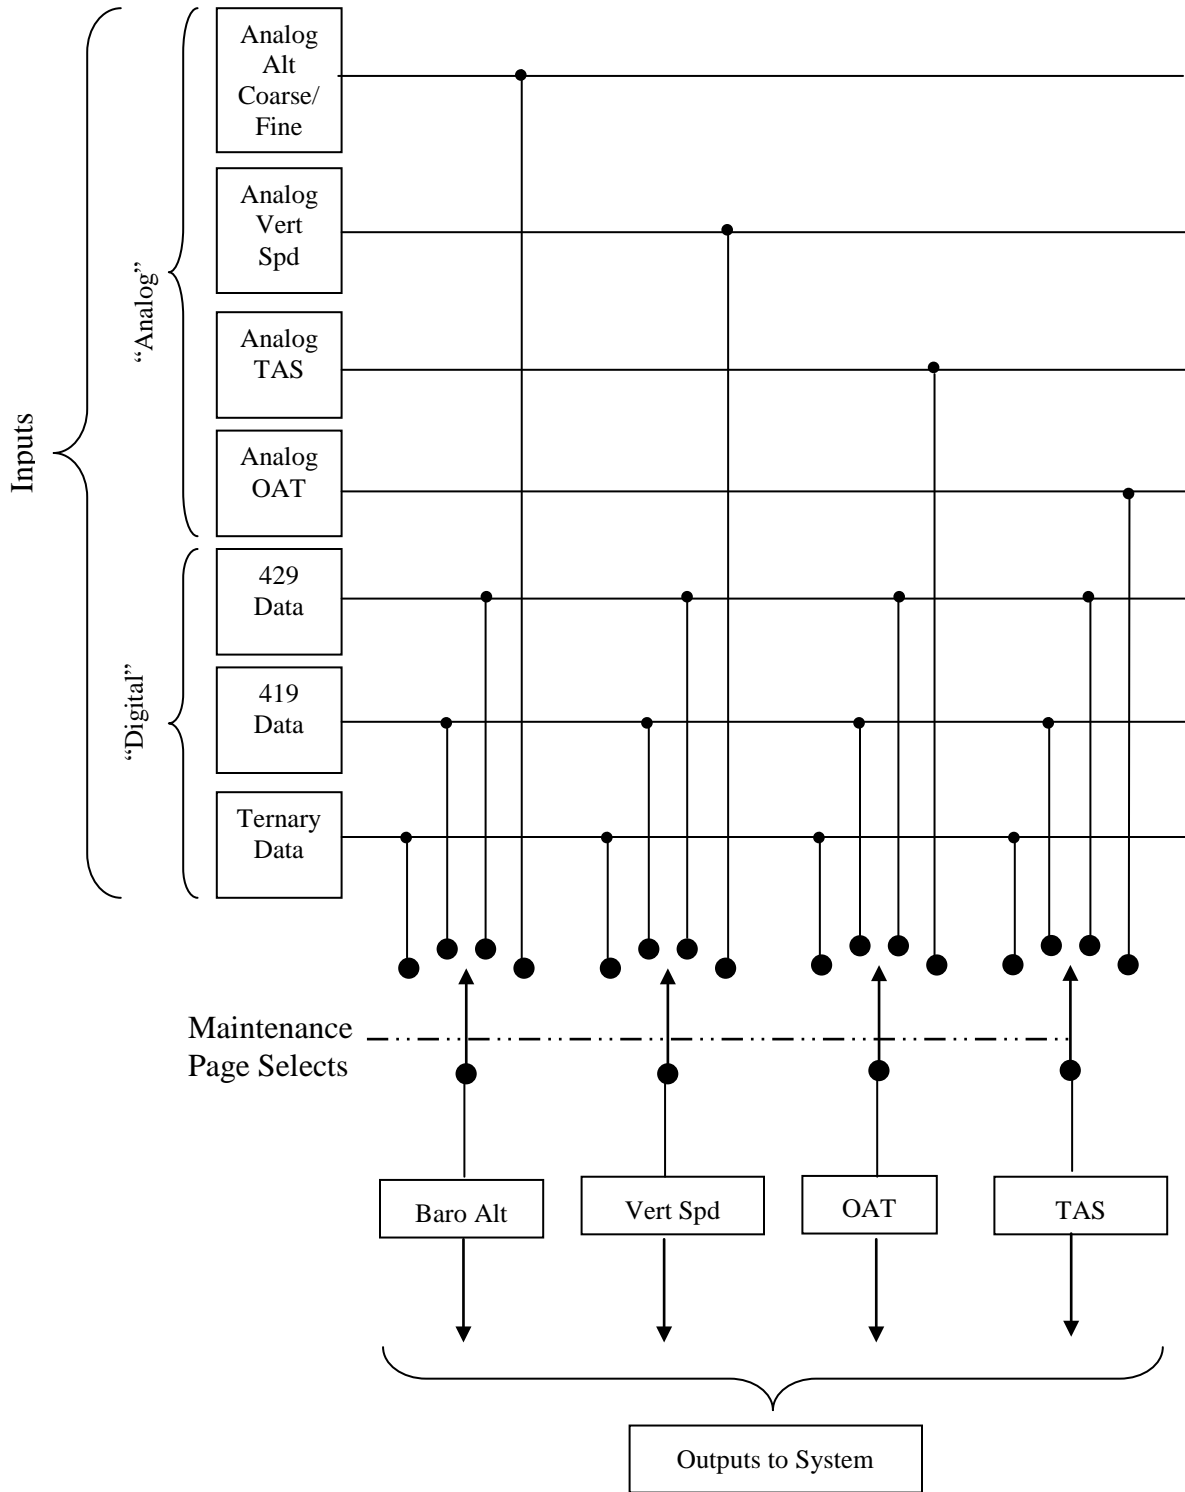 Inputs
“Analog”
Analog
Alt
Coarse/
Fine
Analog
Vert
Spd
Analog
TAS
Analog
OAT
“Digital”
429
Data
419
Data
Ternary
Data
Maintenance
Page Selects
Baro Alt
Vert Spd
OAT
TAS
Outputs to System